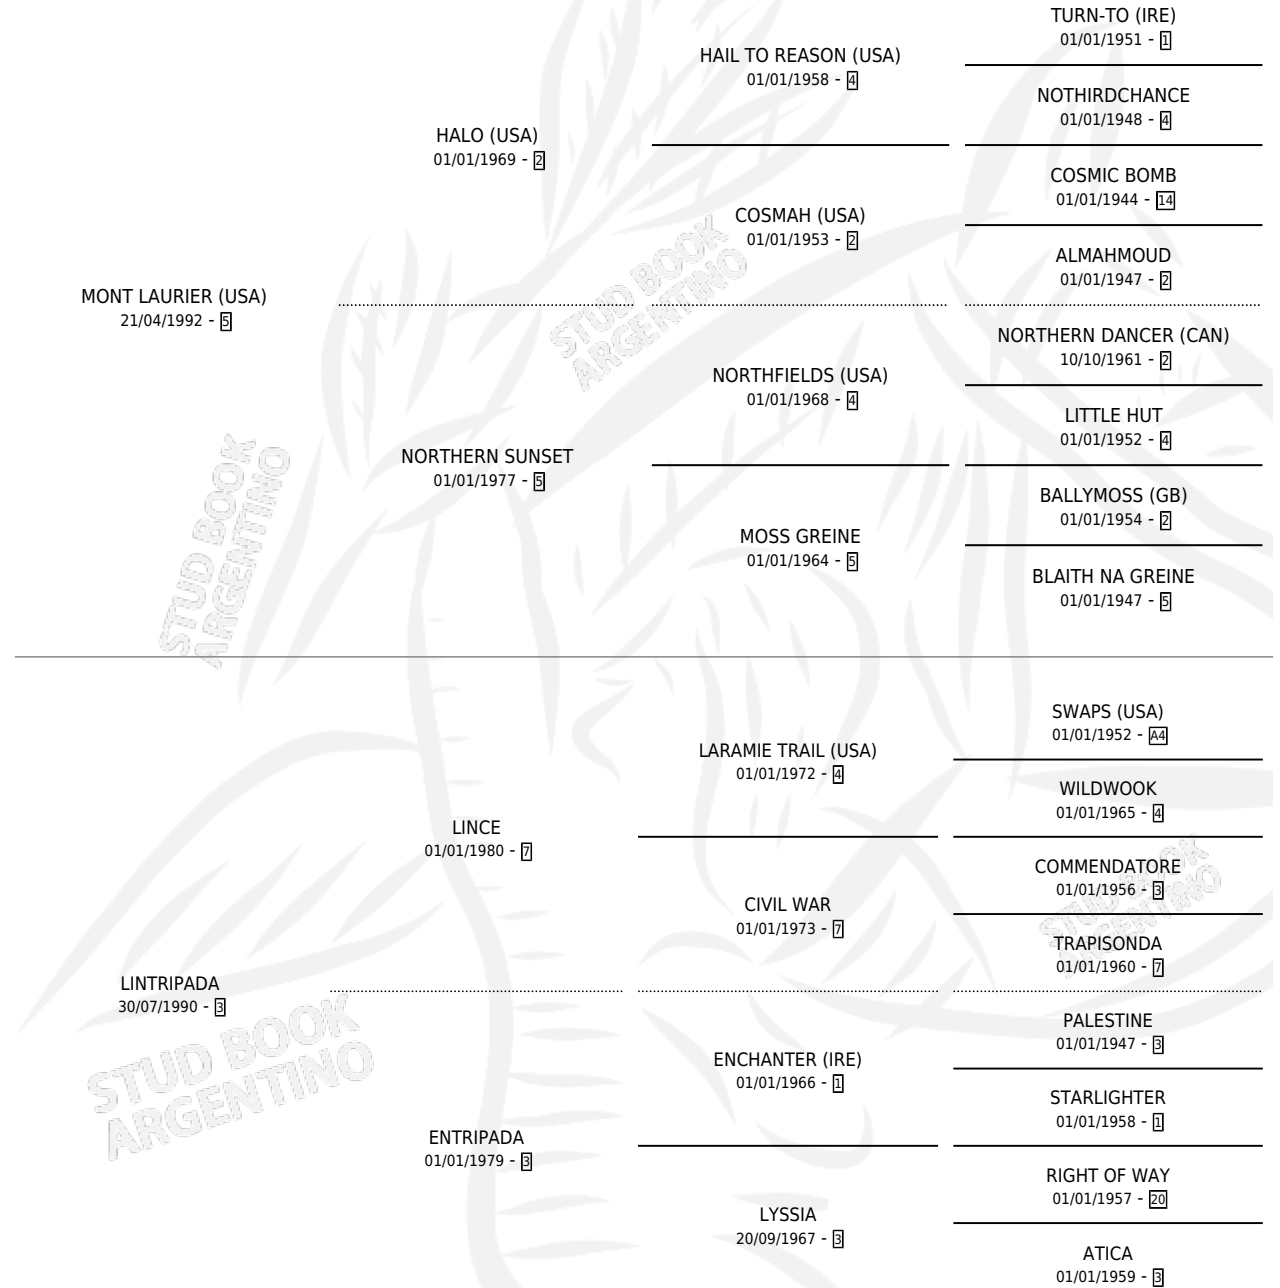 TURN-TO (IRE)
01/01/1951 - 1
HAIL TO REASON (USA)
01/01/1958 - 4
NOTHIRDCHANCE
01/01/1948 - 4
HALO (USA)
01/01/1969 - 2
COSMIC BOMB
01/01/1944 - 14
COSMAH (USA)
01/01/1953 - 2
ALMAHMOUD
01/01/1947 - 2
MONT LAURIER (USA)
21/04/1992 - 5
NORTHERN DANCER (CAN)
10/10/1961 - 2
NORTHFIELDS (USA)
01/01/1968 - 4
LITTLE HUT
01/01/1952 - 4
NORTHERN SUNSET
01/01/1977 - 5
BALLYMOSS (GB)
01/01/1954 - 2
MOSS GREINE
01/01/1964 - 5
BLAITH NA GREINE
01/01/1947 - 5
SWAPS (USA)
01/01/1952 - A4
LARAMIE TRAIL (USA)
01/01/1972 - 4
WILDWOOK
01/01/1965 - 4
LINCE
01/01/1980 - 7
COMMENDATORE
01/01/1956 - 3
CIVIL WAR
01/01/1973 - 7
TRAPISONDA
01/01/1960 - 7
LINTRIPADA
30/07/1990 - 3
PALESTINE
01/01/1947 - 3
ENCHANTER (IRE)
01/01/1966 - 1
STARLIGHTER
01/01/1958 - 1
ENTRIPADA
01/01/1979 - 3
RIGHT OF WAY
01/01/1957 - 20
LYSSIA
20/09/1967 - 3
ATICA
01/01/1959 - 3
STUD BOOK
ARGENTINO
STUD BOOK
ARGENTINO
STUD BOOK
ARGENTINO
STUD BOOK
ARGENTINO